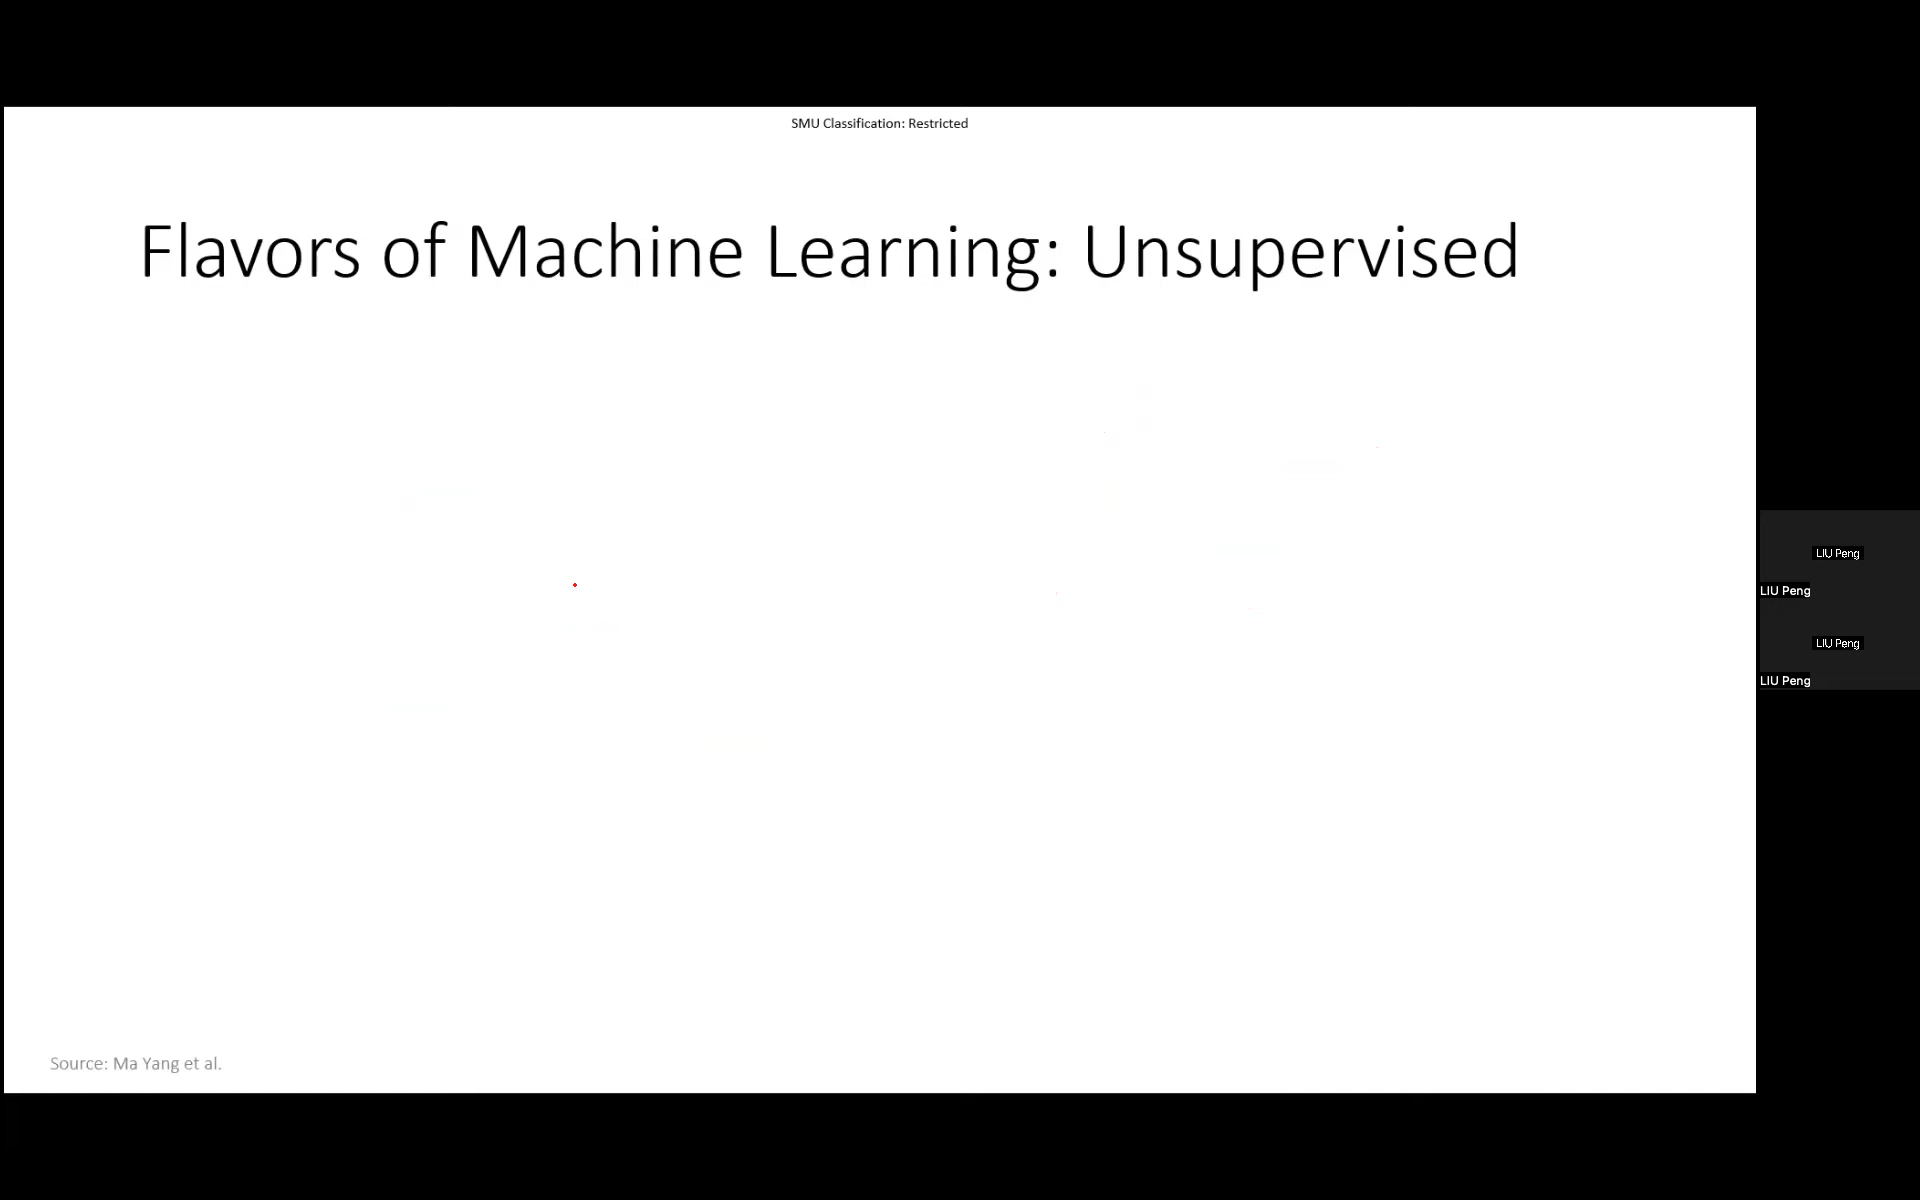 SMU Classification: Restricted
Flavors of Machine Learning: Unsupervised
LIU Peng
LIU Peng
LIU Peng
LIU Peng
Source: Ma Yang et al.